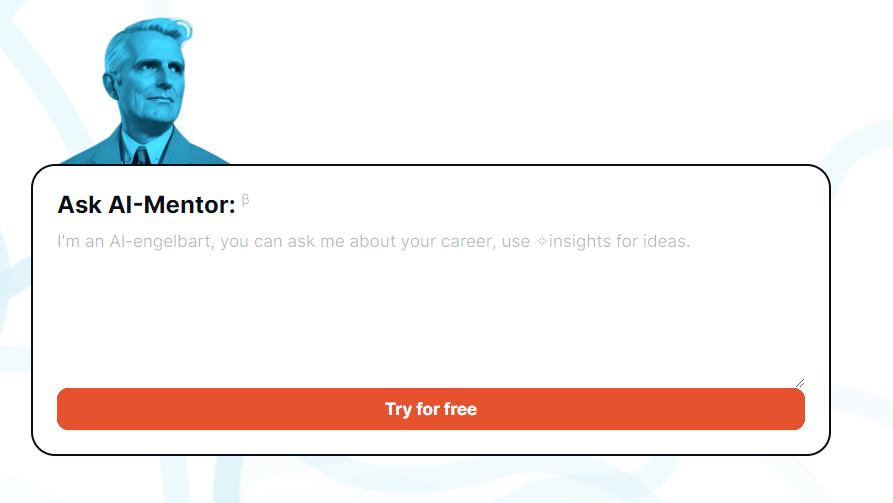 Ask AI-Mentor: β
I'm an AI-engelbart, you can ask me about your career, use ✧insights for ideas.
Try for free